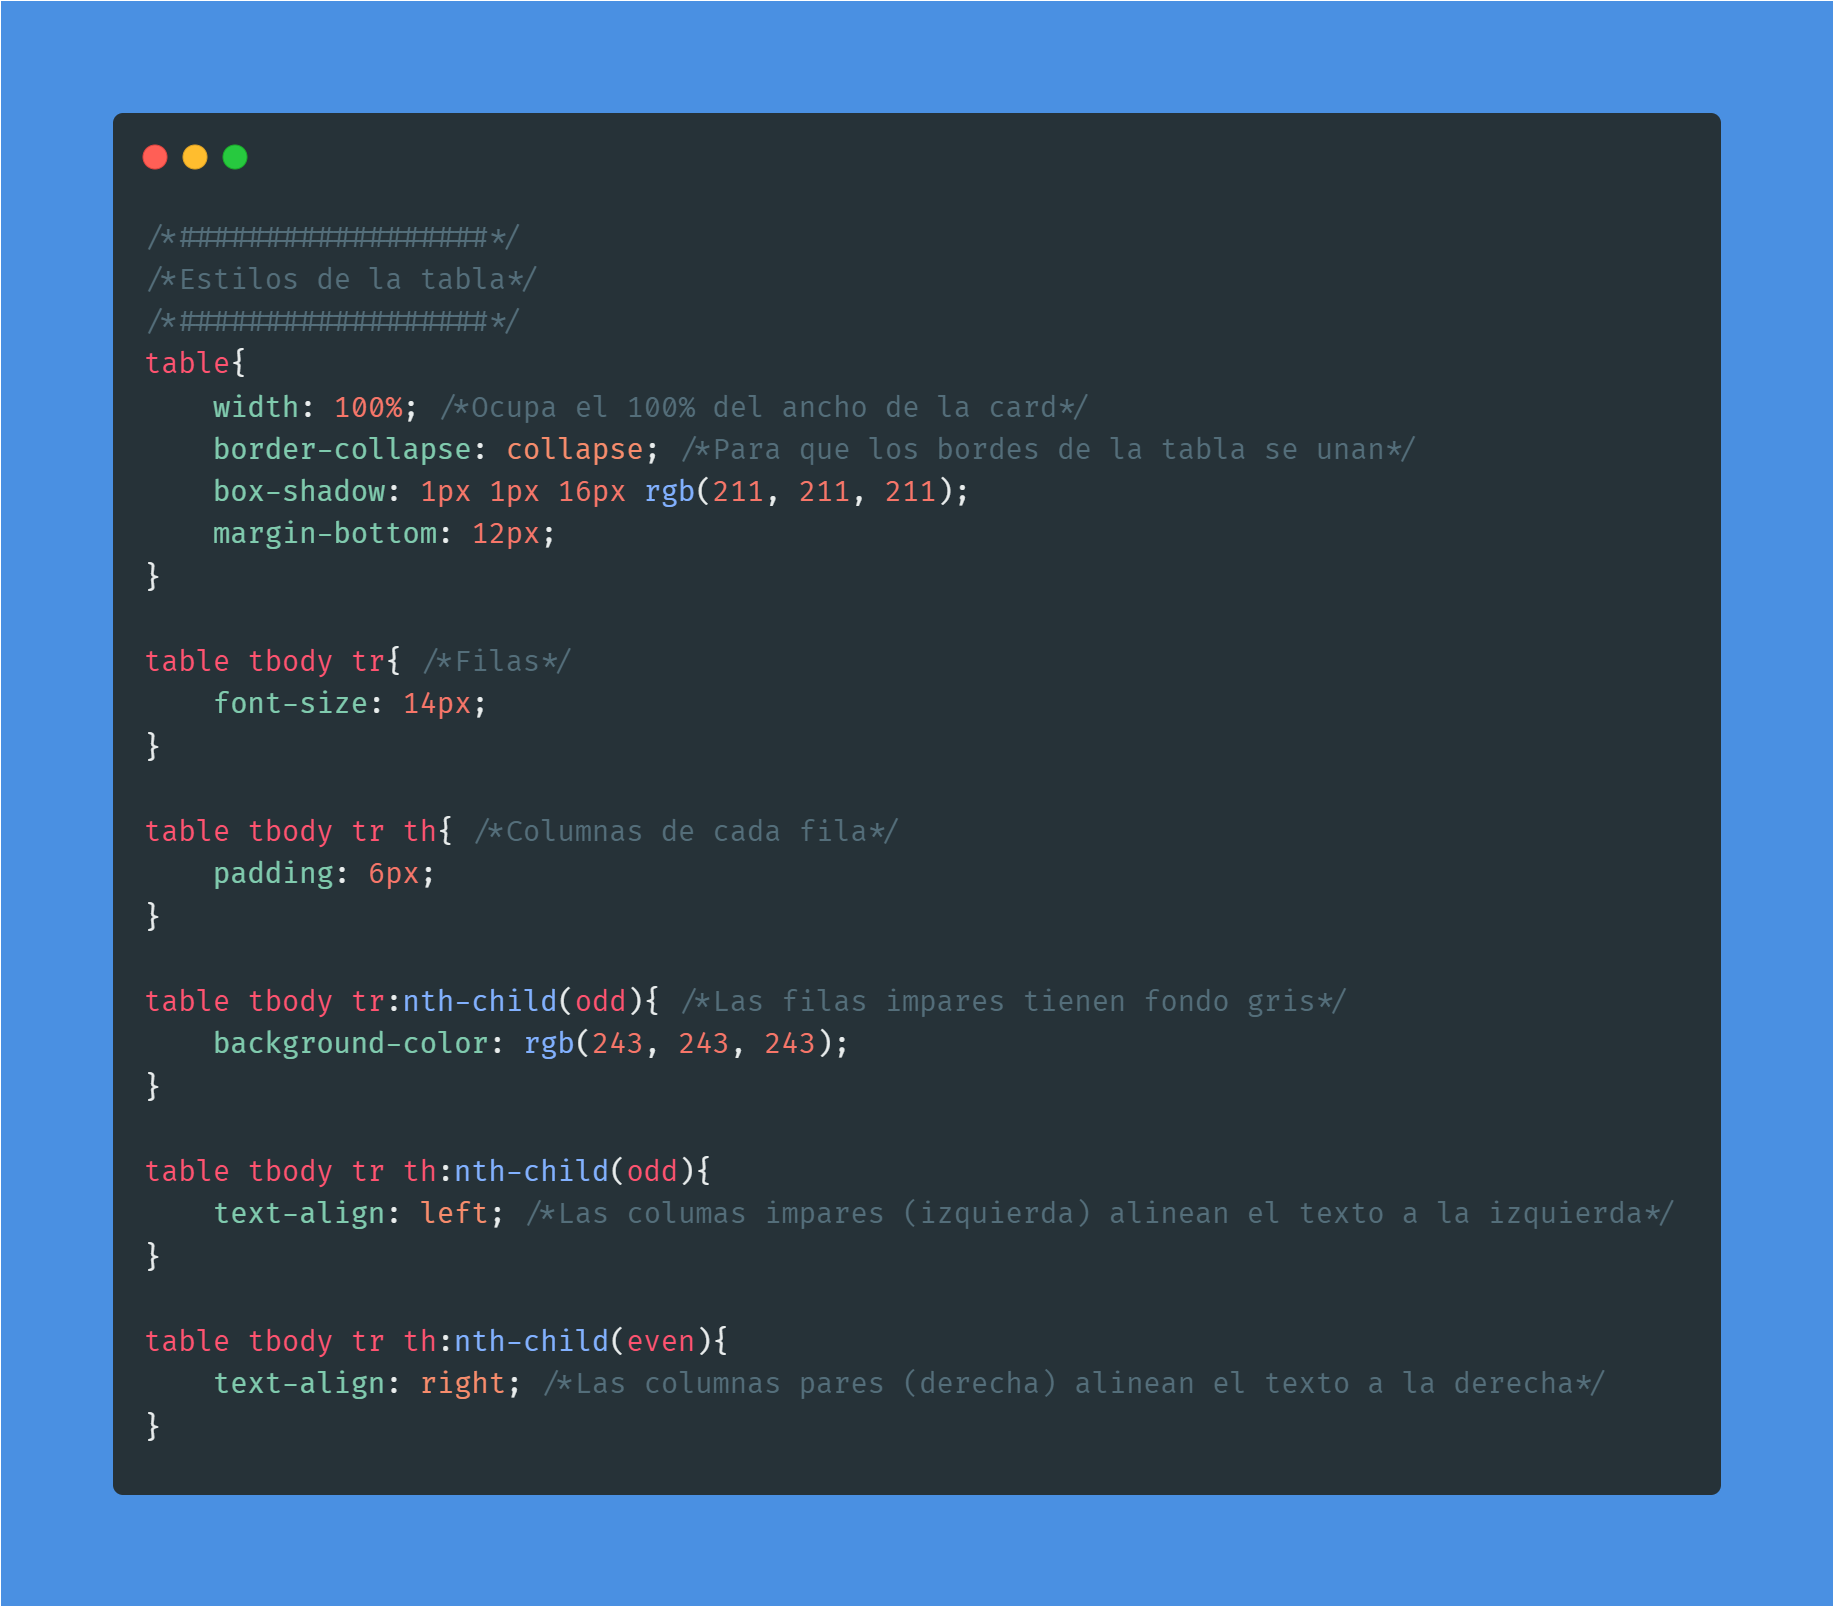 /*##################*/
/*Estilos de la tabla*/
/*##################*/
table{
    width: 100%; /*Ocupa el 100% del ancho de la card*/
    border-collapse: collapse; /*Para que los bordes de la tabla se unan*/
    box-shadow: 1px 1px 16px rgb(211, 211, 211);
    margin-bottom: 12px;
}

table tbody tr{ /*Filas*/
    font-size: 14px;
}

table tbody tr th{ /*Columnas de cada fila*/
    padding: 6px;
}

table tbody tr:nth-child(odd){ /*Las filas impares tienen fondo gris*/
    background-color: rgb(243, 243, 243);
}

table tbody tr th:nth-child(odd){
    text-align: left; /*Las columas impares (izquierda) alinean el texto a la izquierda*/
}

table tbody tr th:nth-child(even){
    text-align: right; /*Las columnas pares (derecha) alinean el texto a la derecha*/
}